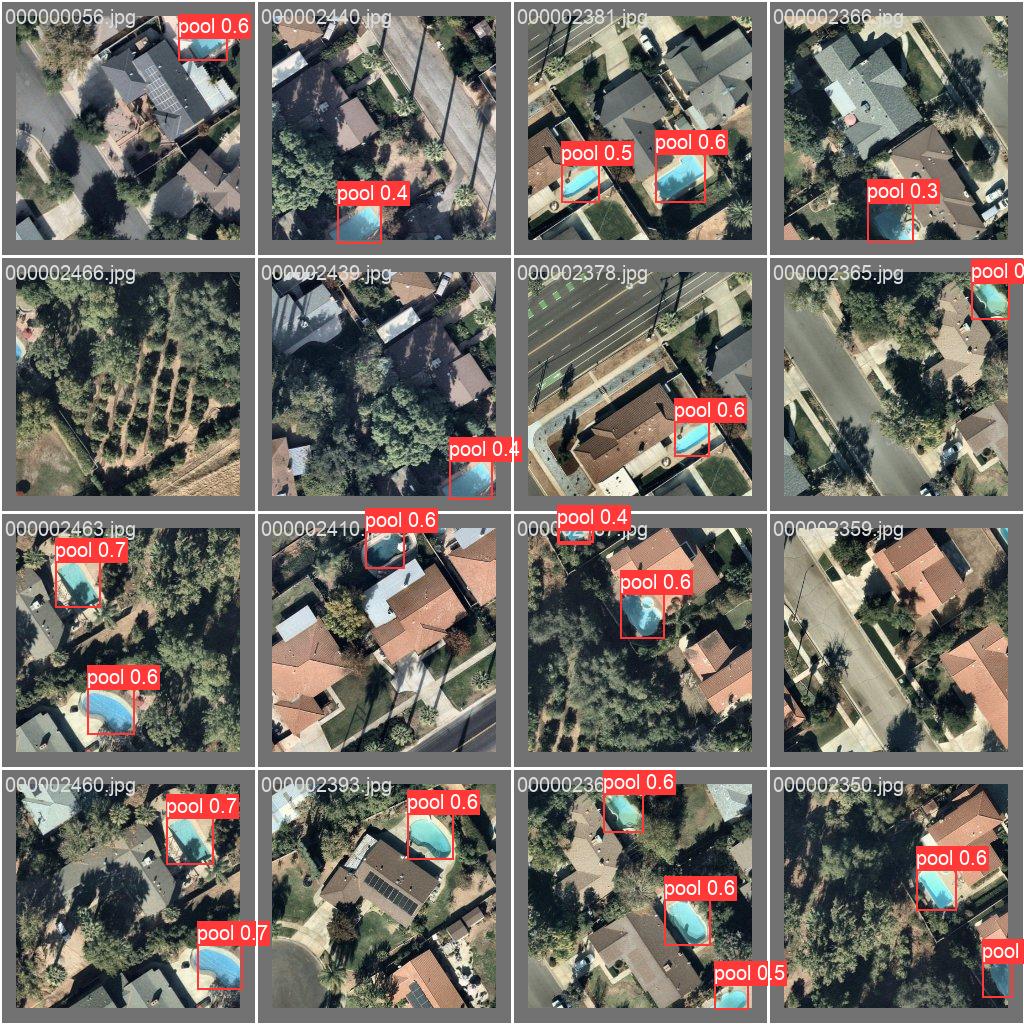 000000056.jpg
pool 0.6
000002440.jpg
pool 0.4
000002381.jpg
pool 0.5
pool 0.6
000002366.jpg
pool 0.3
000002466.jpg
000002439.jpg
pool 0.4
000002378.jpg
pool 0.6
000002365.jpg
pool 0
000002463.jpg
pool 0.7
pool 0.6
000002410.
pool 0.6
pool 0.4
pool 0.6
000002359.jpg
000002460.jpg
pool 0.7
pool 0.7
000002393.jpg
pool 0.6
00000236
pool 0.6
pool 0.6
pool 0.5
000002350.jpg
pool 0.6
pool